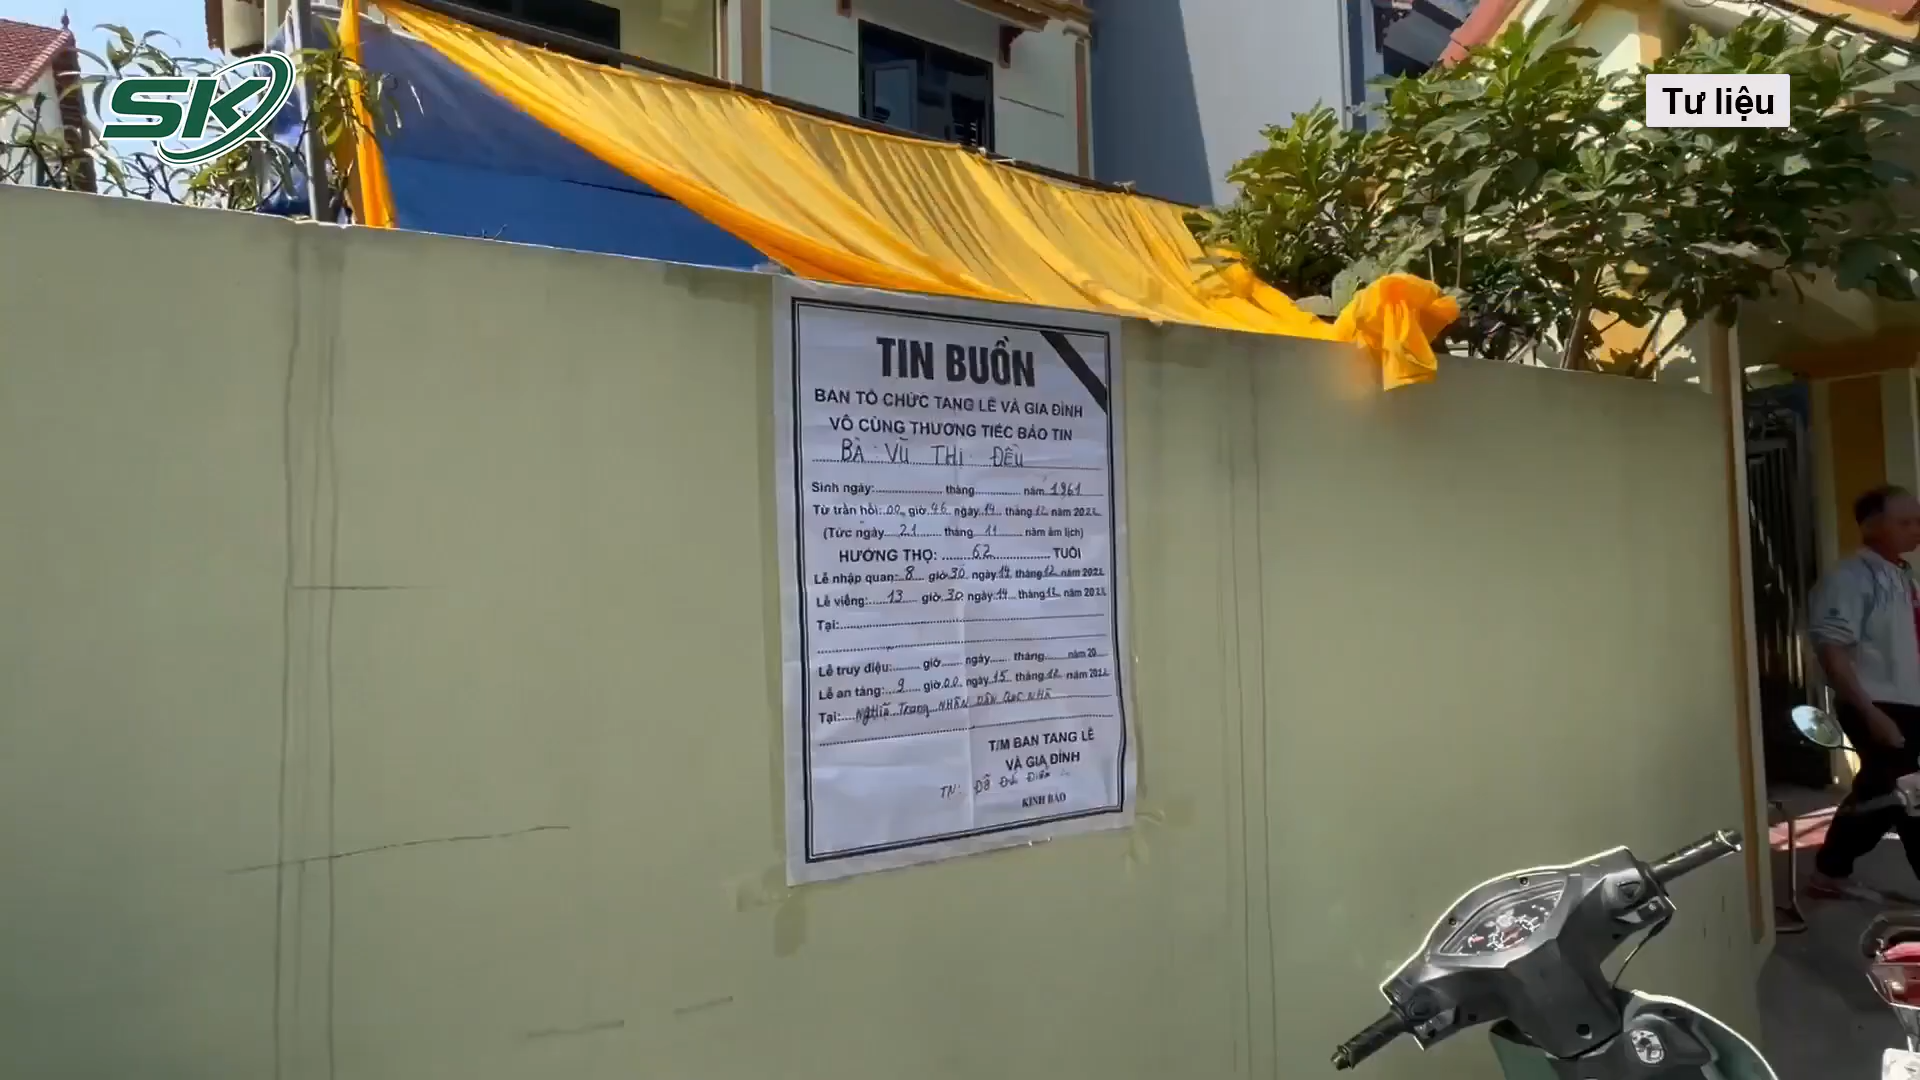 SK
Tư liệu
TIN BUỒN
BAN TỔ CHỨC TANG LỄ VÀ GIA ĐÌNH
VÔ CÙNG THƯƠNG TIẾC BÁO TIN
BÀ VŨ THỊ ĐỀU
Sinh ngày: tháng năm 1961
Từ trần hồi: 00 giờ 46 ngày 14 tháng 12 năm 2022
(Tức ngày 21 tháng 11 năm âm lịch)
HƯỞNG THỌ: 62 TUỔI
Lễ nhập quan: 8 giờ 30 ngày 14 tháng 12 năm 2022
Lễ viếng: 13 giờ 30 ngày 14 tháng 12 năm 2022
Tại:
Lễ truy điệu: giờ ngày tháng năm 20
Lễ an táng: 9 giờ 00 ngày 15 tháng 12 năm 2022
Tại: Nghĩa Trang NHÂN DÂN
T/M BAN TANG LỄ
VÀ GIA ĐÌNH
TN: Đỗ
KÍNH BÁO